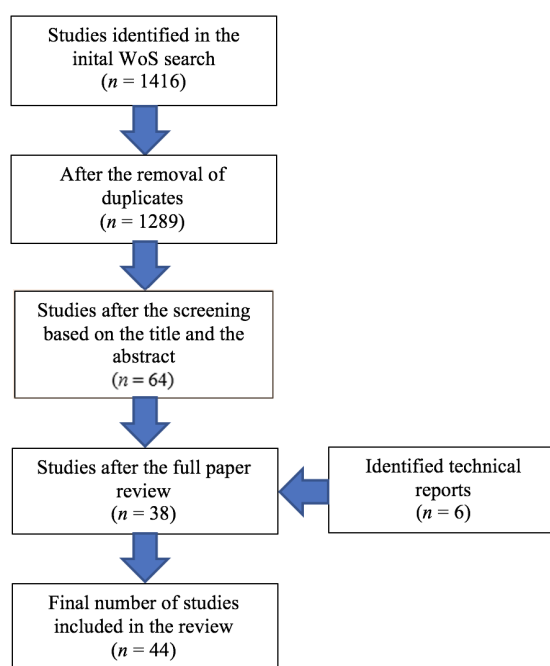 Studies identified in the
inital WoS search
(n = 1416)
After the removal of
duplicates
(n = 1289)
Studies after the screening
based on the title and the
abstract
(n = 64)
Studies after the full paper
review
(n = 38)
Identified technical
reports
(n = 6)
Final number of studies
included in the review
(n = 44)